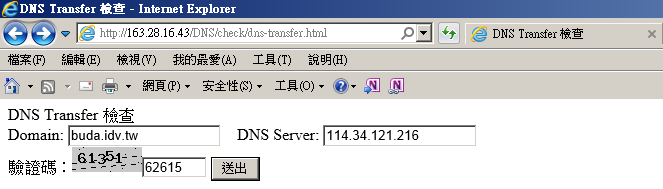 DNS Transfer 檢查 - Internet Explorer
http://163.28.16.43/DNS/check/dns-transfer.html DNS Transfer 檢查
檔案(F) 編輯(E) 檢視(V) 我的最愛(A) 工具(T) 說明(H)
網頁(P) 安全性(S) 工具(O)
DNS Transfer 檢查
Domain: buda.idv.tw DNS Server: 114.34.121.216
驗證碼：61351 62615 送出